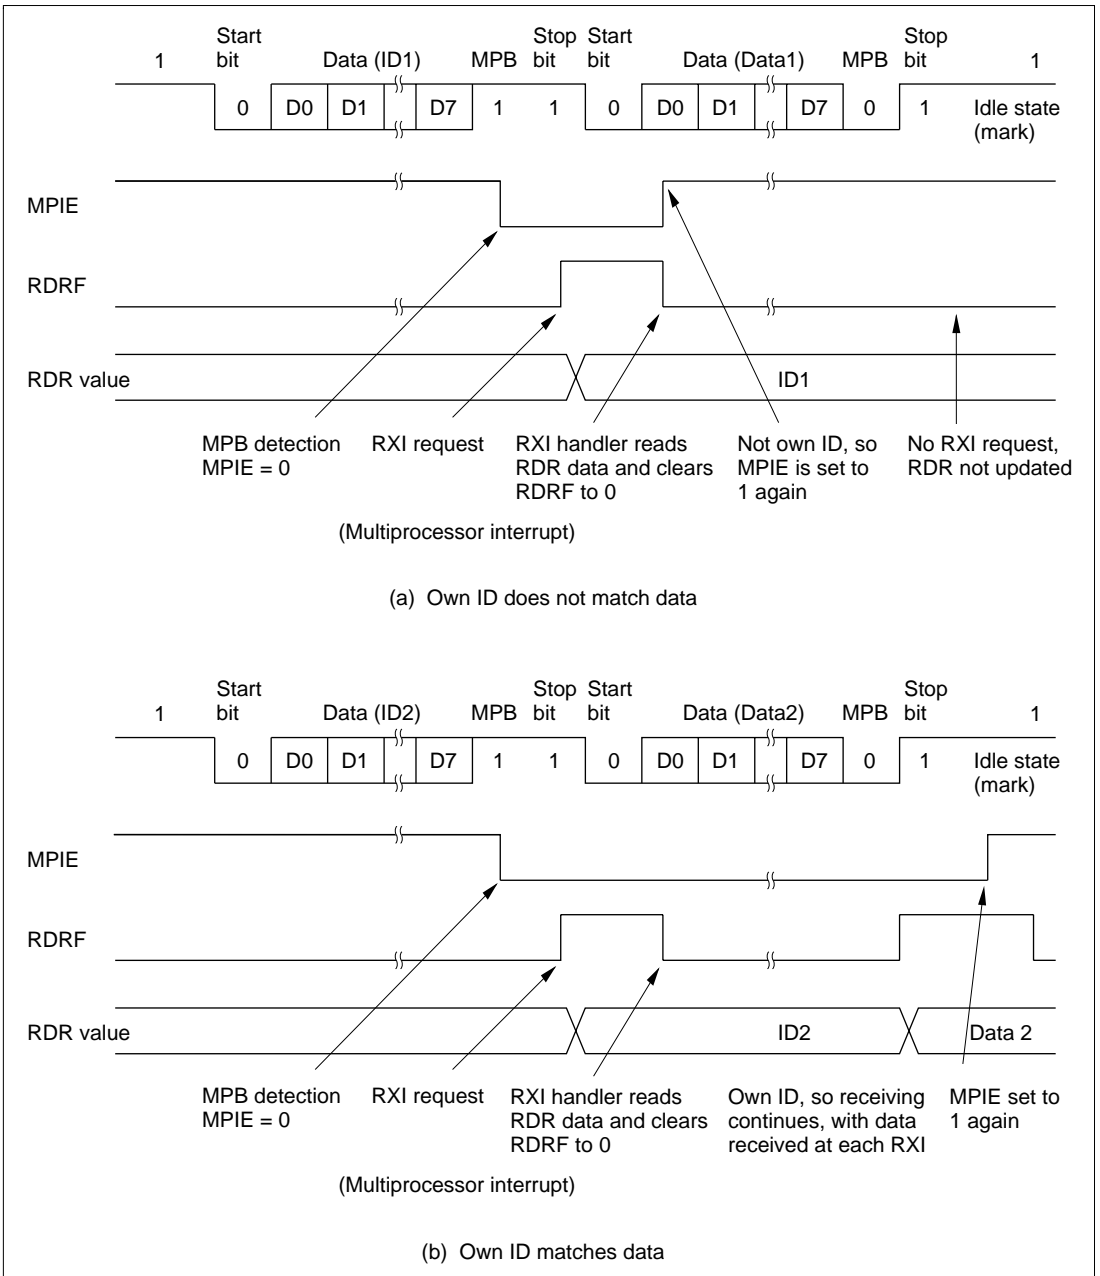 Start Stop Start Stop
1 bit Data (ID1) MPB bit bit Data (Data1) MPB bit 1
0 D0 D1 D7 1 1 0 D0 D1 D7 0 1 Idle state
(mark)
MPIE
RDRF
RDR value ID1
MPB detection
MPIE = 0
RXI request
RXI handler reads
RDR data and clears
RDRF to 0
Not own ID, so
MPIE is set to
1 again
No RXI request,
RDR not updated
(Multiprocessor interrupt)
(a) Own ID does not match data
Start Stop Start Stop
1 bit Data (ID2) MPB bit bit Data (Data2) MPB bit 1
0 D0 D1 D7 1 1 0 D0 D1 D7 0 1 Idle state
(mark)
MPIE
RDRF
RDR value ID2 Data 2
MPB detection
MPIE = 0
RXI request
RXI handler reads
RDR data and clears
RDRF to 0
Own ID, so receiving
continues, with data
received at each RXI
MPIE set to
1 again
(Multiprocessor interrupt)
(b) Own ID matches data